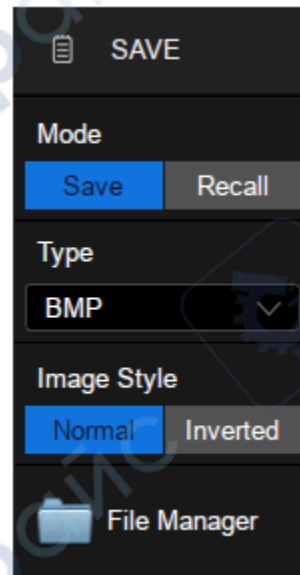 SAVE
Mode
Save Recall
Type
BMP
Image Style
Normal Inverted
File Manager